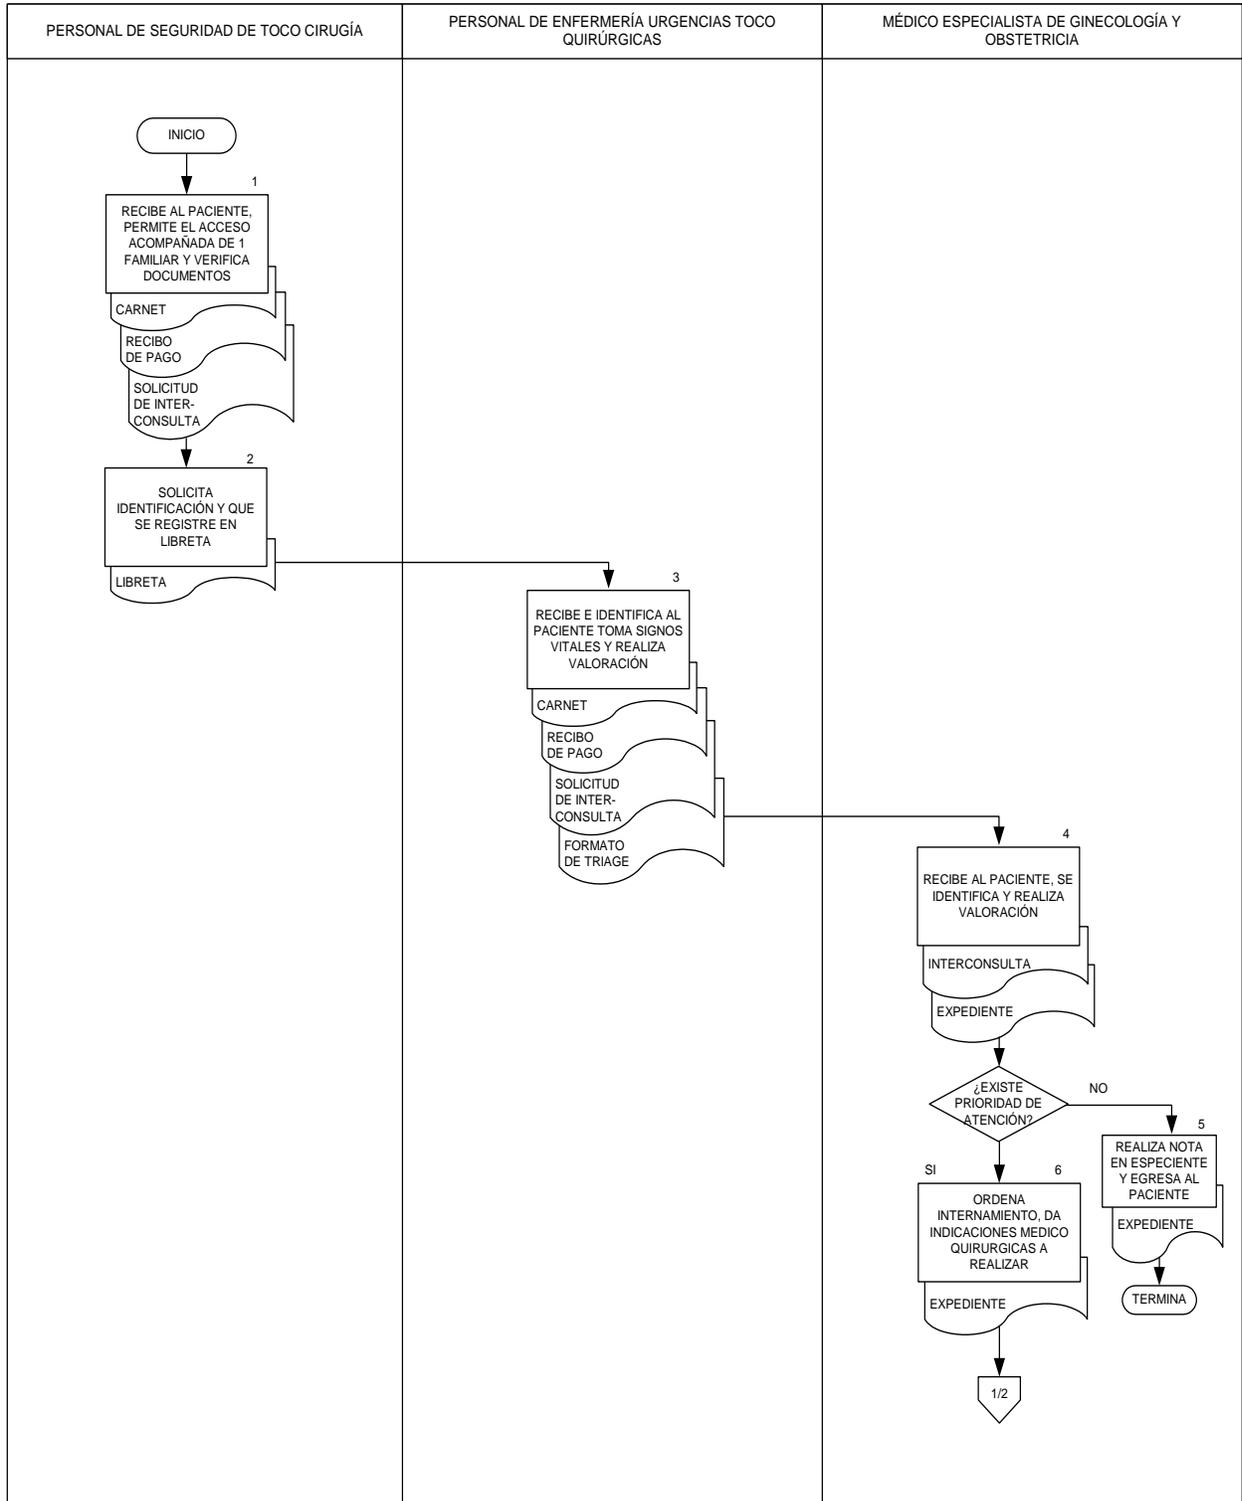 PERSONAL DE SEGURIDAD DE TOCO CIRUGÍA
PERSONAL DE ENFERMERÍA URGENCIAS TOCO
QUIRÚRGICAS
MÉDICO ESPECIALISTA DE GINECOLOGÍA Y
OBSTETRICIA
INICIO
1
RECIBE AL PACIENTE,
PERMITE EL ACCESO
ACOMPAÑADA DE 1
FAMILIAR Y VERIFICA
DOCUMENTOS
CARNET
RECIBO
DE PAGO
SOLICITUD
DE INTER-
CONSULTA
2
SOLICITA
IDENTIFICACIÓN Y QUE
SE REGISTRE EN
LIBRETA
LIBRETA
3
RECIBE E IDENTIFICA AL
PACIENTE TOMA SIGNOS
VITALES Y REALIZA
VALORACIÓN
CARNET
RECIBO
DE PAGO
SOLICITUD
DE INTER-
CONSULTA
FORMATO
DE TRIAGE
4
RECIBE AL PACIENTE, SE
IDENTIFICA Y REALIZA
VALORACIÓN
INTERCONSULTA
EXPEDIENTE
¿EXISTE
PRIORIDAD DE
ATENCIÓN?
NO
5
REALIZA NOTA
EN ESPECIENTE
Y EGRESA AL
PACIENTE
EXPEDIENTE
TERMINA
SI
6
ORDENA
INTERNAMIENTO, DA
INDICACIONES MEDICO
QUIRURGICAS A
REALIZAR
EXPEDIENTE
1/2